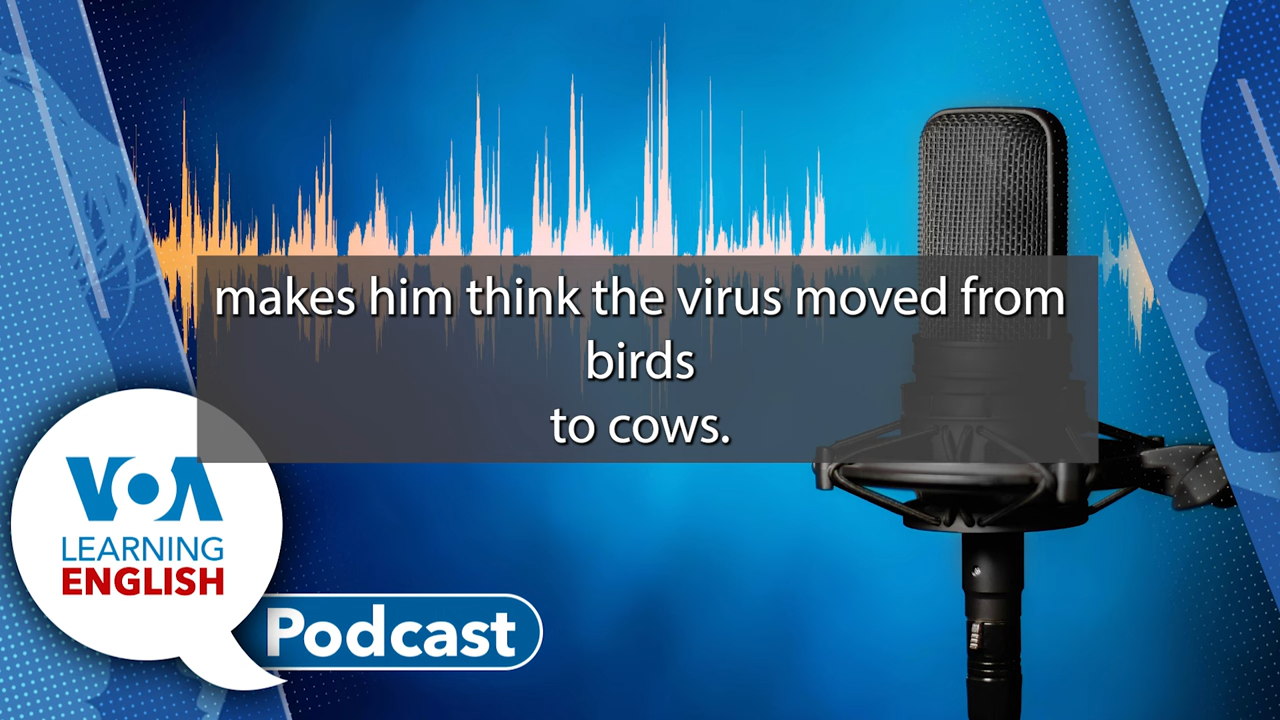 makes him think the virus moved from
birds
to cows.
VOA
LEARNING
ENGLISH
Podcast